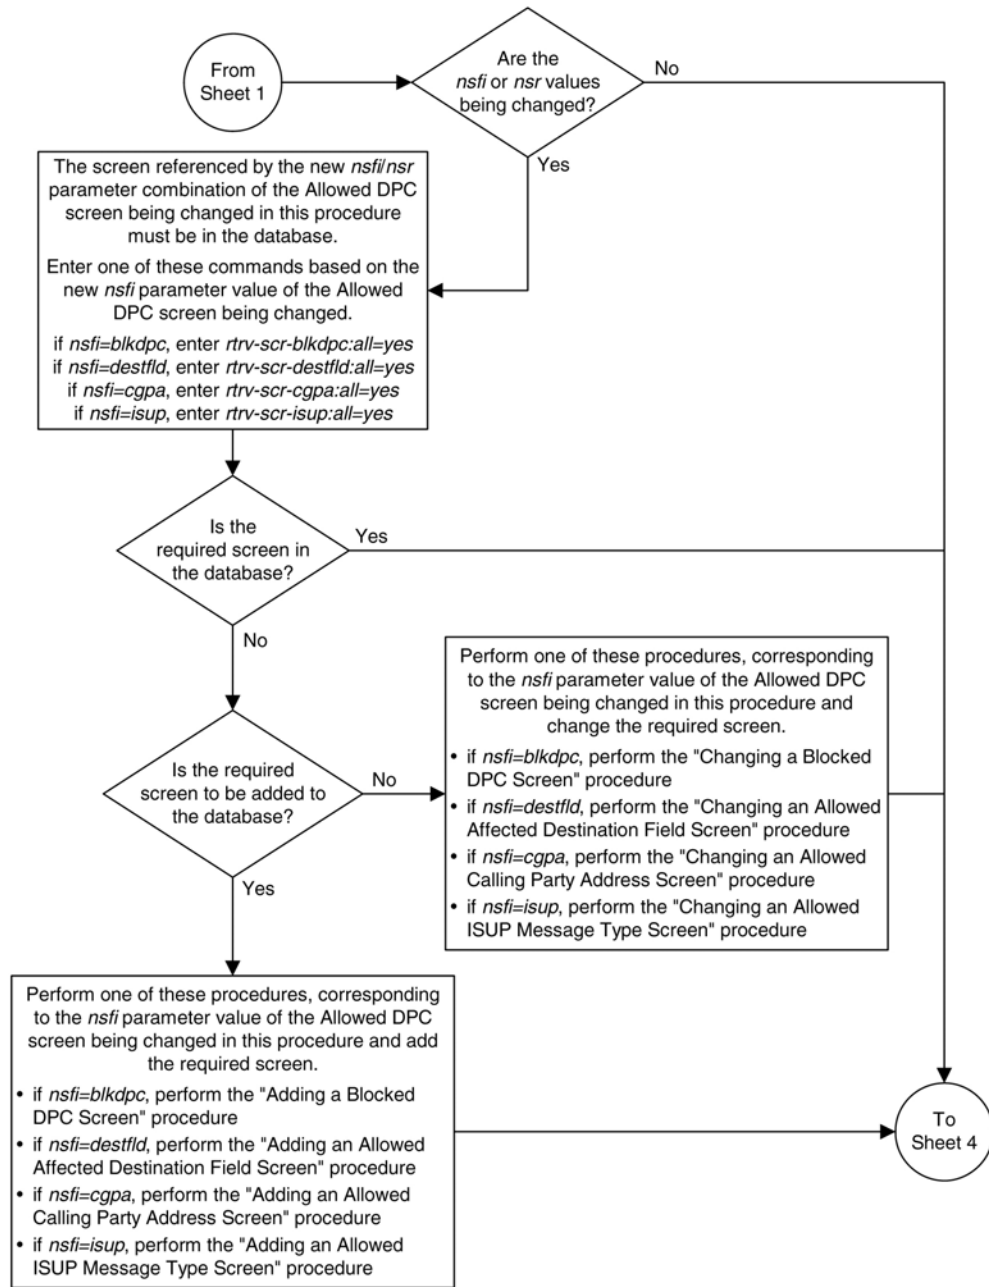 From
Sheet 1
Are the
nsfi or nsr values
being changed?
No
Yes
The screen referenced by the new nsfi/nsr
parameter combination of the Allowed DPC
screen being changed in this procedure
must be in the database.
Enter one of these commands based on the
new nsfi parameter value of the Allowed
DPC screen being changed.
if nsfi=blkdpc, enter rtrv-scr-blkdpc:all=yes
if nsfi=destfld, enter rtrv-scr-destfld:all=yes
if nsfi=cgpa, enter rtrv-scr-cgpa:all=yes
if nsfi=isup, enter rtrv-scr-isup:all=yes
Is the
required screen in
the database?
Yes
No
Is the required
screen to be added to
the database?
No
Yes
Perform one of these procedures, corresponding
to the nsfi parameter value of the Allowed DPC
screen being changed in this procedure and
change the required screen.
• if nsfi=blkdpc, perform the "Changing a Blocked
DPC Screen" procedure
• if nsfi=destfld, perform the "Changing an Allowed
Affected Destination Field Screen" procedure
• if nsfi=cgpa, perform the "Changing an Allowed
Calling Party Address Screen" procedure
• if nsfi=isup, perform the "Changing an Allowed
ISUP Message Type Screen" procedure
Perform one of these procedures, corresponding
to the nsfi parameter value of the Allowed DPC
screen being changed in this procedure and add
the required screen.
• if nsfi=blkdpc, perform the "Adding a Blocked
DPC Screen" procedure
• if nsfi=destfld, perform the "Adding an Allowed
Affected Destination Field Screen" procedure
• if nsfi=cgpa, perform the "Adding an Allowed
Calling Party Address Screen" procedure
• if nsfi=isup, perform the "Adding an Allowed
ISUP Message Type Screen" procedure
To
Sheet 4